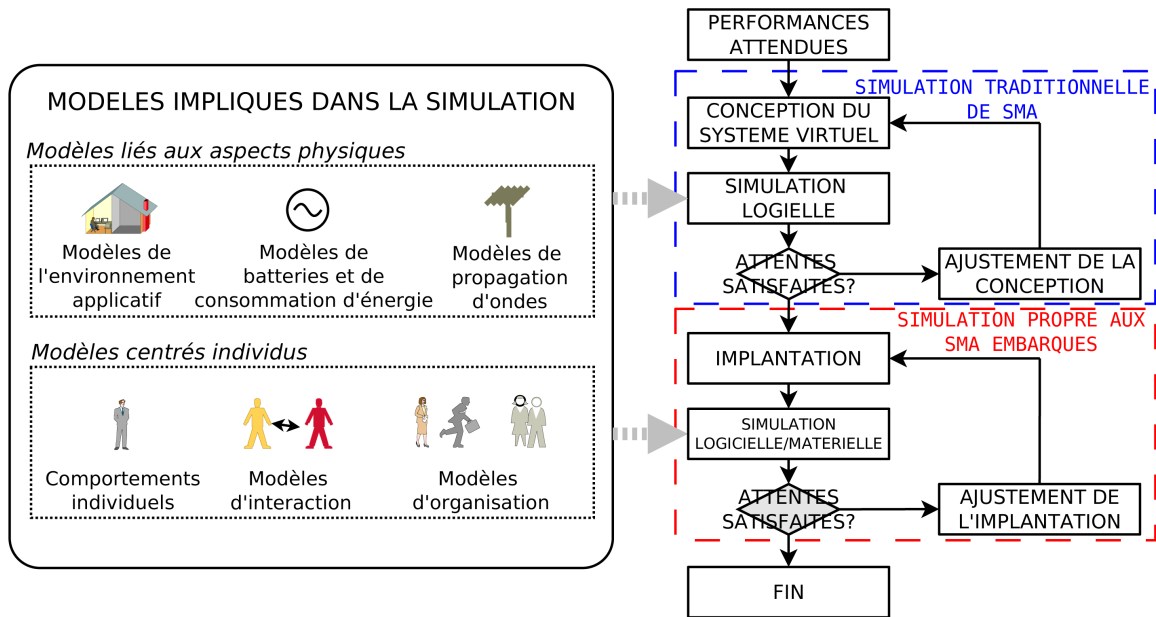 MODELES IMPLIQUES DANS LA SIMULATION
Modèles liés aux aspects physiques
Modèles de
l'environnement
applicatif
Modèles de
batteries et de
consommation d'énergie
Modèles de
propagation
d'ondes
Modèles centrés individus
Comportements
individuels
Modèles
d'interaction
Modèles
d'organisation
PERFORMANCES
ATTENDUES
SIMULATION TRADITIONNELLE
DE SMA
CONCEPTION DU
SYSTEME VIRTUEL
SIMULATION
LOGIELLE
ATTENTES
SATISFAITES?
AJUSTEMENT DE LA
CONCEPTION
SIMULATION PROPRE AUX
SMA EMBARQUES
IMPLANTATION
SIMULATION
LOGICIELLE/MATERIELLE
ATTENTES
SATISFAITES?
AJUSTEMENT DE
L'IMPLANTATION
FIN